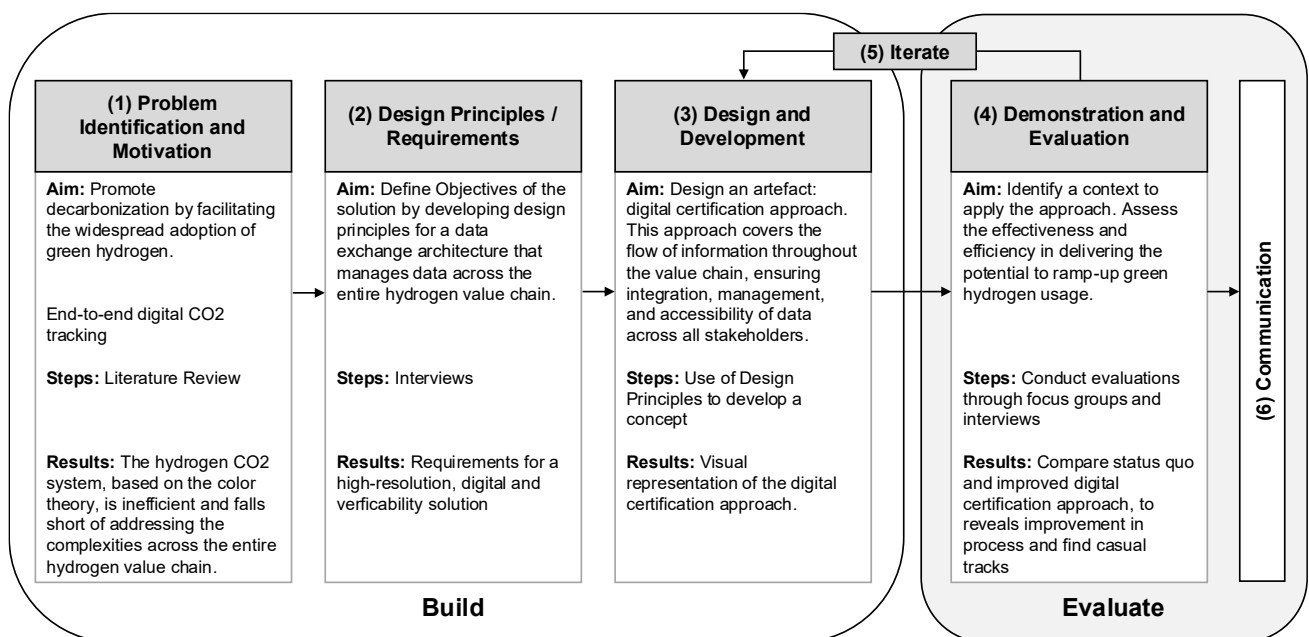 (5) Iterate
(1) Problem
Identification and
Motivation
Aim: Promote
decarbonization by facilitating
the widespread adoption of
green hydrogen.
End-to-end digital CO2
tracking
Steps: Literature Review
Results: The hydrogen CO2
system, based on the color
theory, is inefficient and falls
short of addressing the
complexities across the entire
hydrogen value chain.
(2) Design Principles /
Requirements
Aim: Define Objectives of the
solution by developing design
principles for a data
exchange architecture that
manages data across the
entire hydrogen value chain.
Steps: Interviews
Results: Requirements for a
high-resolution, digital and
verficability solution
(3) Design and
Development
Aim: Design an artefact:
digital certification approach.
This approach covers the
flow of information throughout
the value chain, ensuring
integration, management,
and accessibility of data
across all stakeholders.
Steps: Use of Design
Principles to develop a
concept
Results: Visual
representation of the digital
certification approach.
(4) Demonstration and
Evaluation
Aim: Identify a context to
apply the approach. Assess
the effectiveness and
efficiency in delivering the
potential to ramp-up green
hydrogen usage.
Steps: Conduct evaluations
through focus groups and
interviews
Results: Compare status quo
and improved digital
certification approach, to
reveals improvement in
process and find casual
tracks
(6) Communication
Build
Evaluate